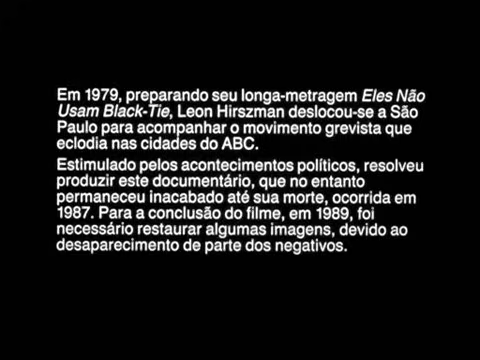 Em 1979, preparando seu longa-metragem Eles Não
Usam Black-Tie, Leon Hirszman deslocou-se a São
Paulo para acompanhar o movimento grevista que
eclodia nas cidades do ABC.
Estimulado pelos acontecimentos políticos, resolveu
produzir este documentário, que no entanto
permaneceu inacabado até sua morte, ocorrida em
1987. Para a conclusão do filme, em 1989, foi
necessário restaurar algumas imagens, devido ao
desaparecimento de parte dos negativos.